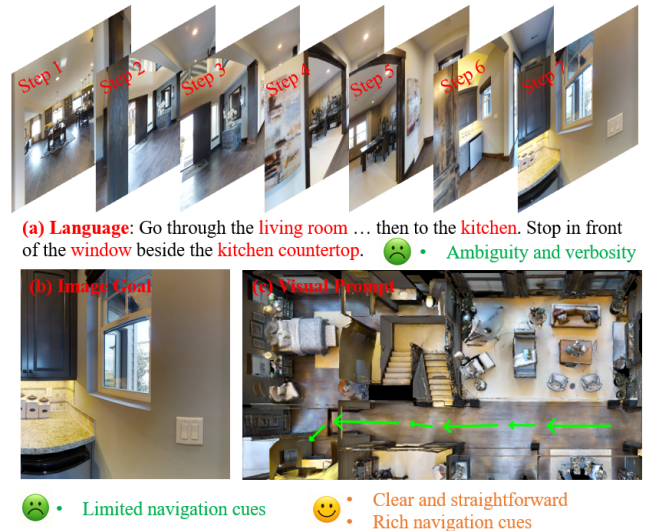 Step 1
Step 2
Step 3
Step 4
Step 5
Step 6
Step 7
(a) Language: Go through the living room … then to the kitchen. Stop in front
of the window beside the kitchen countertop.
• Ambiguity and verbosity
(b) Image Goal
(c) Visual Prompt
• Limited navigation cues
• Clear and straightforward
• Rich navigation cues